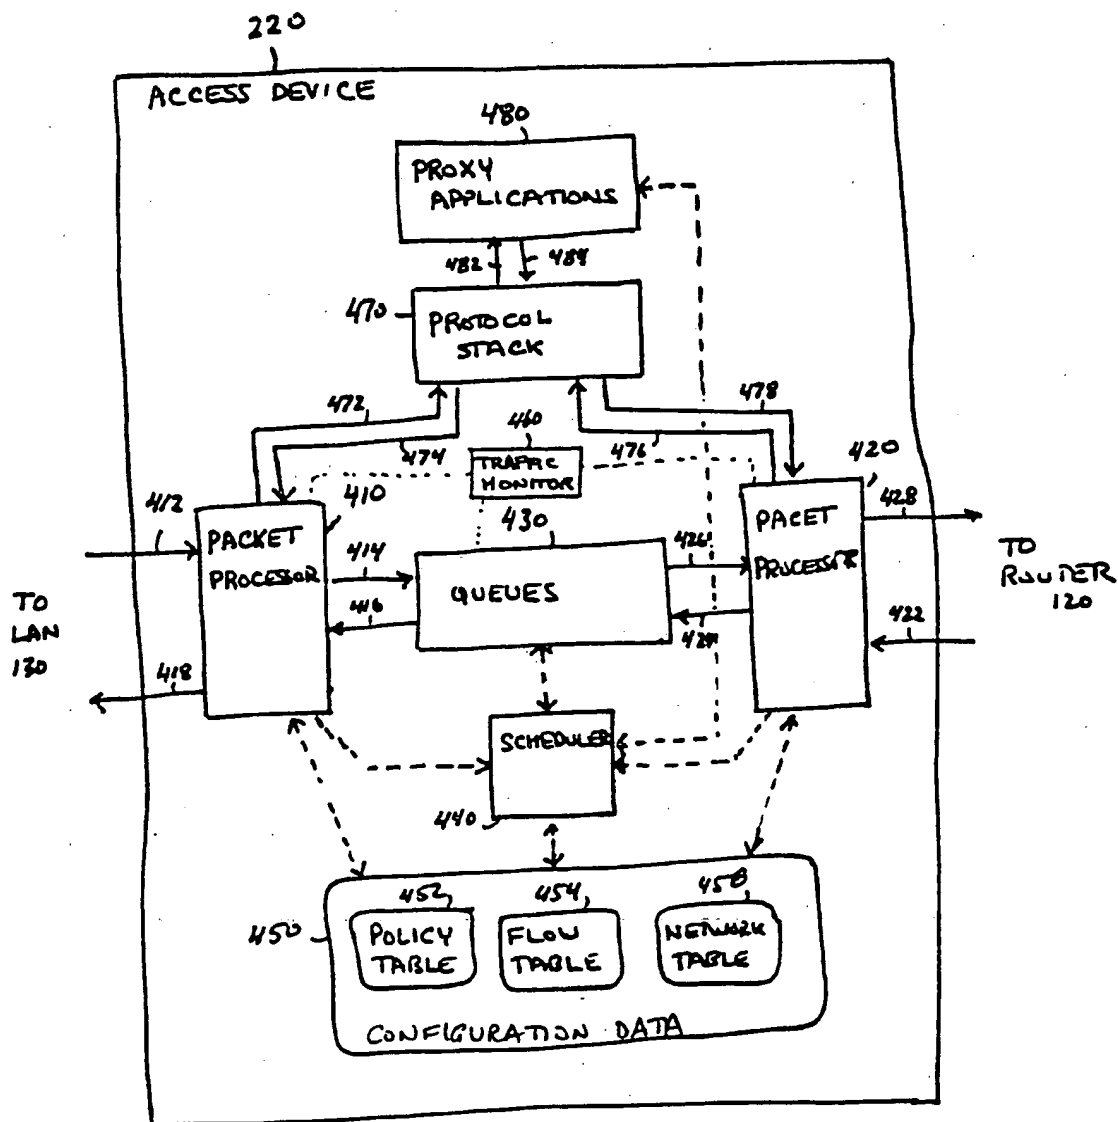 220
ACCESS DEVICE
480
PROXY
APPLICATIONS
482
484
470
PROTOCOL
STACK
472
478
474
460
476
TRAFFIC
MONITOR
412
410
420
428
PACKET
PROCESSOR
430
PACET
PROCESSOR
414
426
QUEUES
416
424
422
TO
LAN
130
TO
ROUTER
120
418
SCHEDULER
440
452
454
458
450
POLICY
TABLE
FLOW
TABLE
NETWORK
TABLE
CONFIGURATION DATA